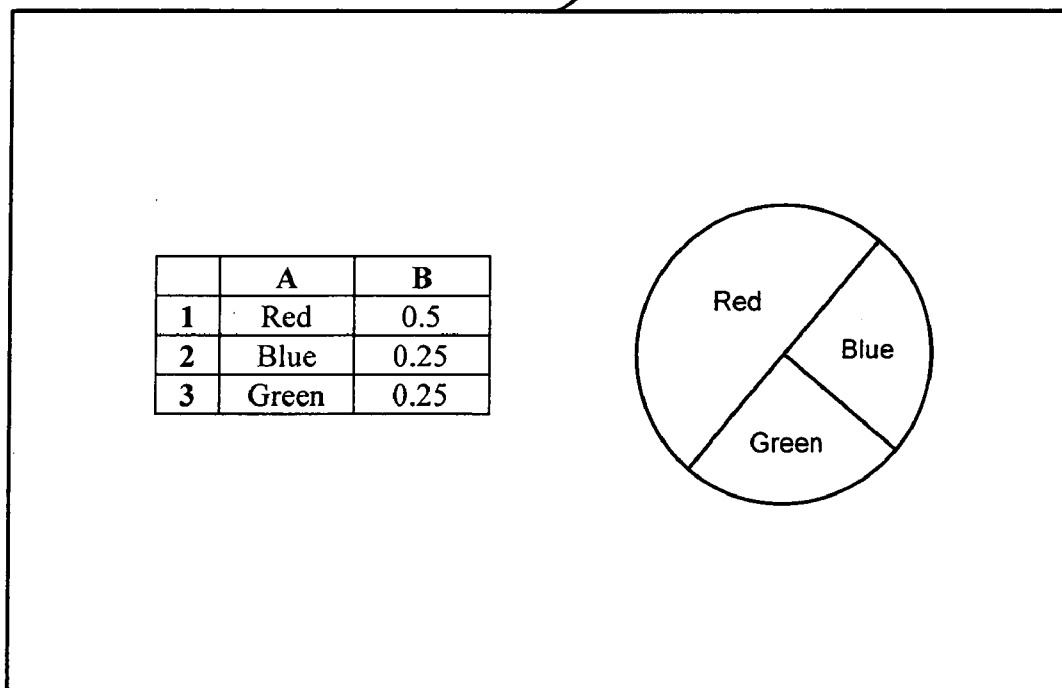 A B
1 Red 0.5
2 Blue 0.25
3 Green 0.25
Red
Blue
Green